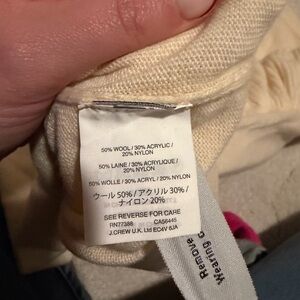 50% WOOL / 30% ACRYLIC /
20% NYLON
50% LAINE / 30% ACRYLIQUE /
20% NYLON
50% WOLLE / 30% ACRYL / 20% NYLON
ウール 50% / アクリル 30% /
ナイロン 20%
SEE REVERSE FOR CARE
RN77388 CA56445
J.CREW U.K. Ltd EC4V 6JA
Remove
Wearing